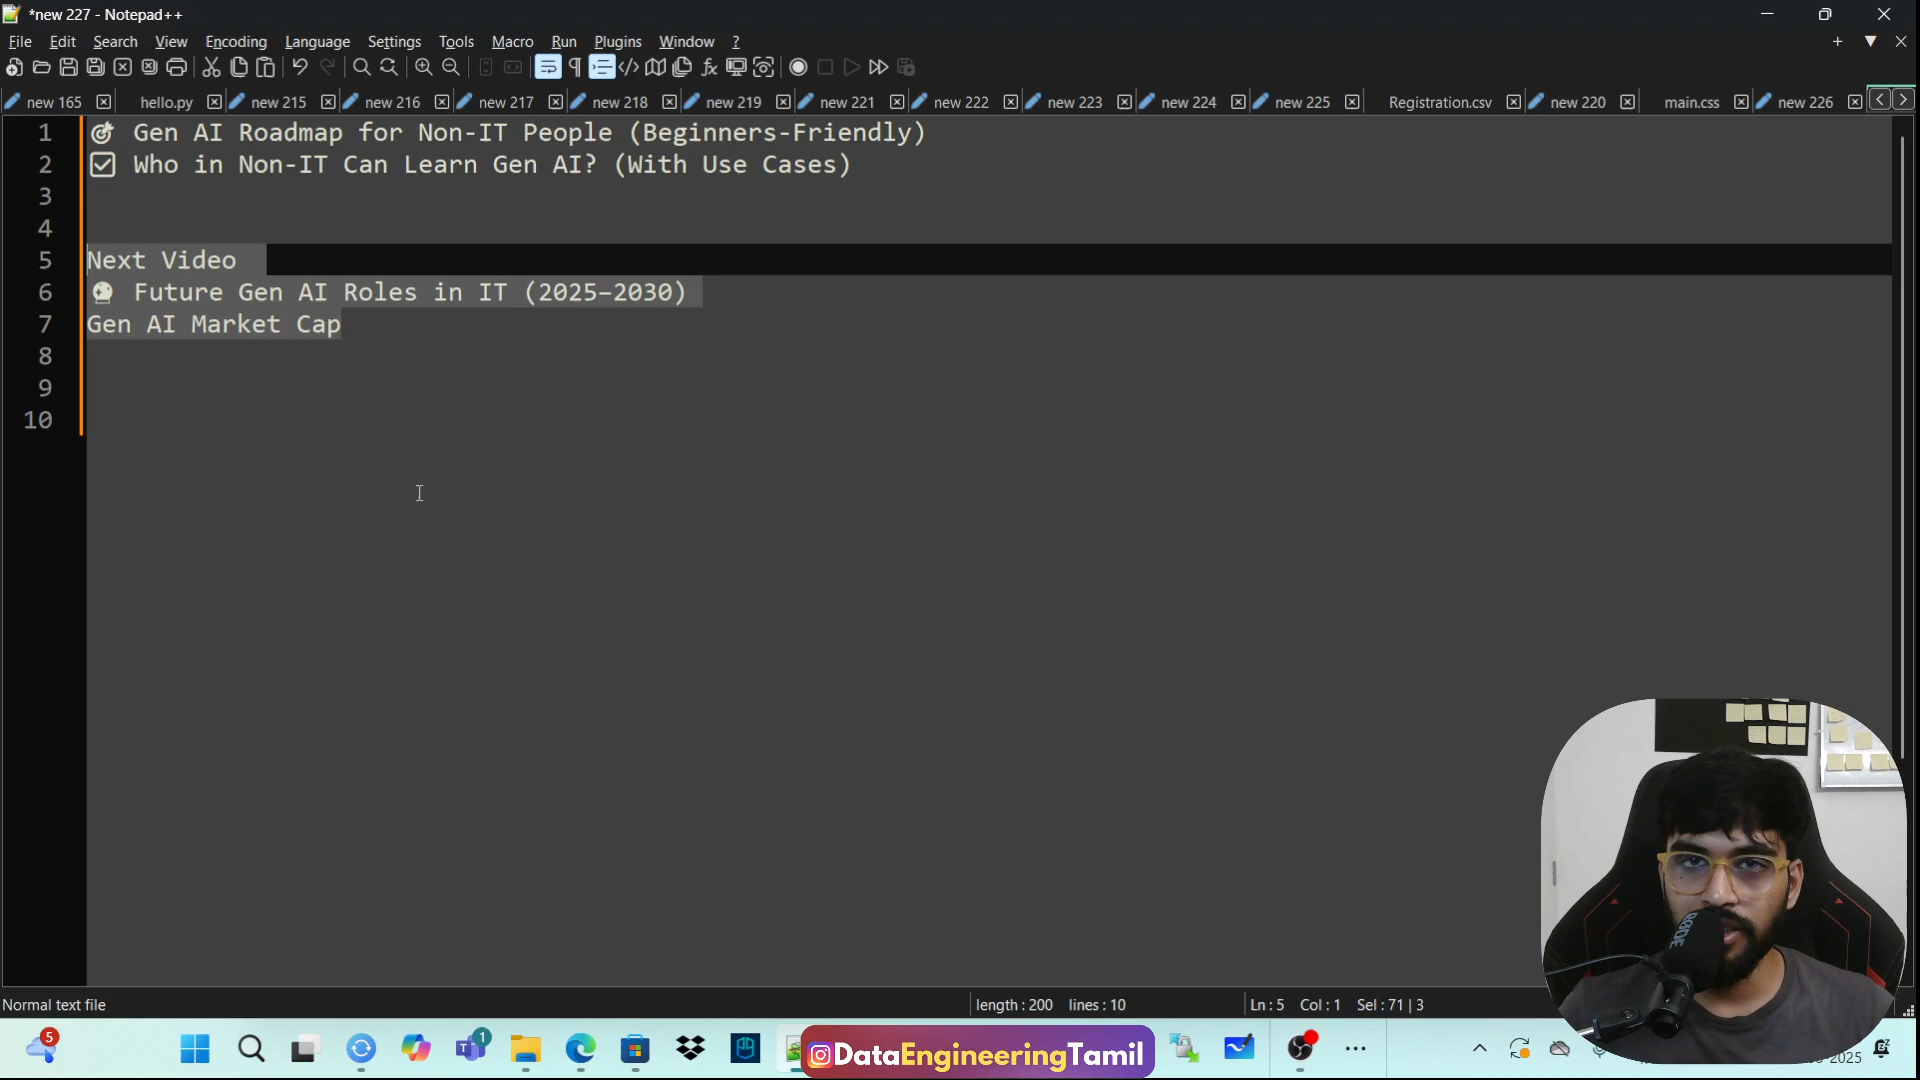 *new 227 - Notepad++
File Edit Search View Encoding Language Settings Tools Macro Run Plugins Window ?
new 165 hello.py new 215 new 216 new 217 new 218 new 219 new 221 new 222 new 223 new 224 new 225 Registration.csv new 220 main.css new 226
1 🎯 Gen AI Roadmap for Non-IT People (Beginners-Friendly)
2 ☑ Who in Non-IT Can Learn Gen AI? (With Use Cases)
3
4
5 Next Video
6 🔮 Future Gen AI Roles in IT (2025–2030)
7 Gen AI Market Cap
8
9
10
RØDE
Normal text file length : 200 lines : 10 Ln : 5 Col : 1 Sel : 71 | 3
5 1 DataEngineeringTamil 2025